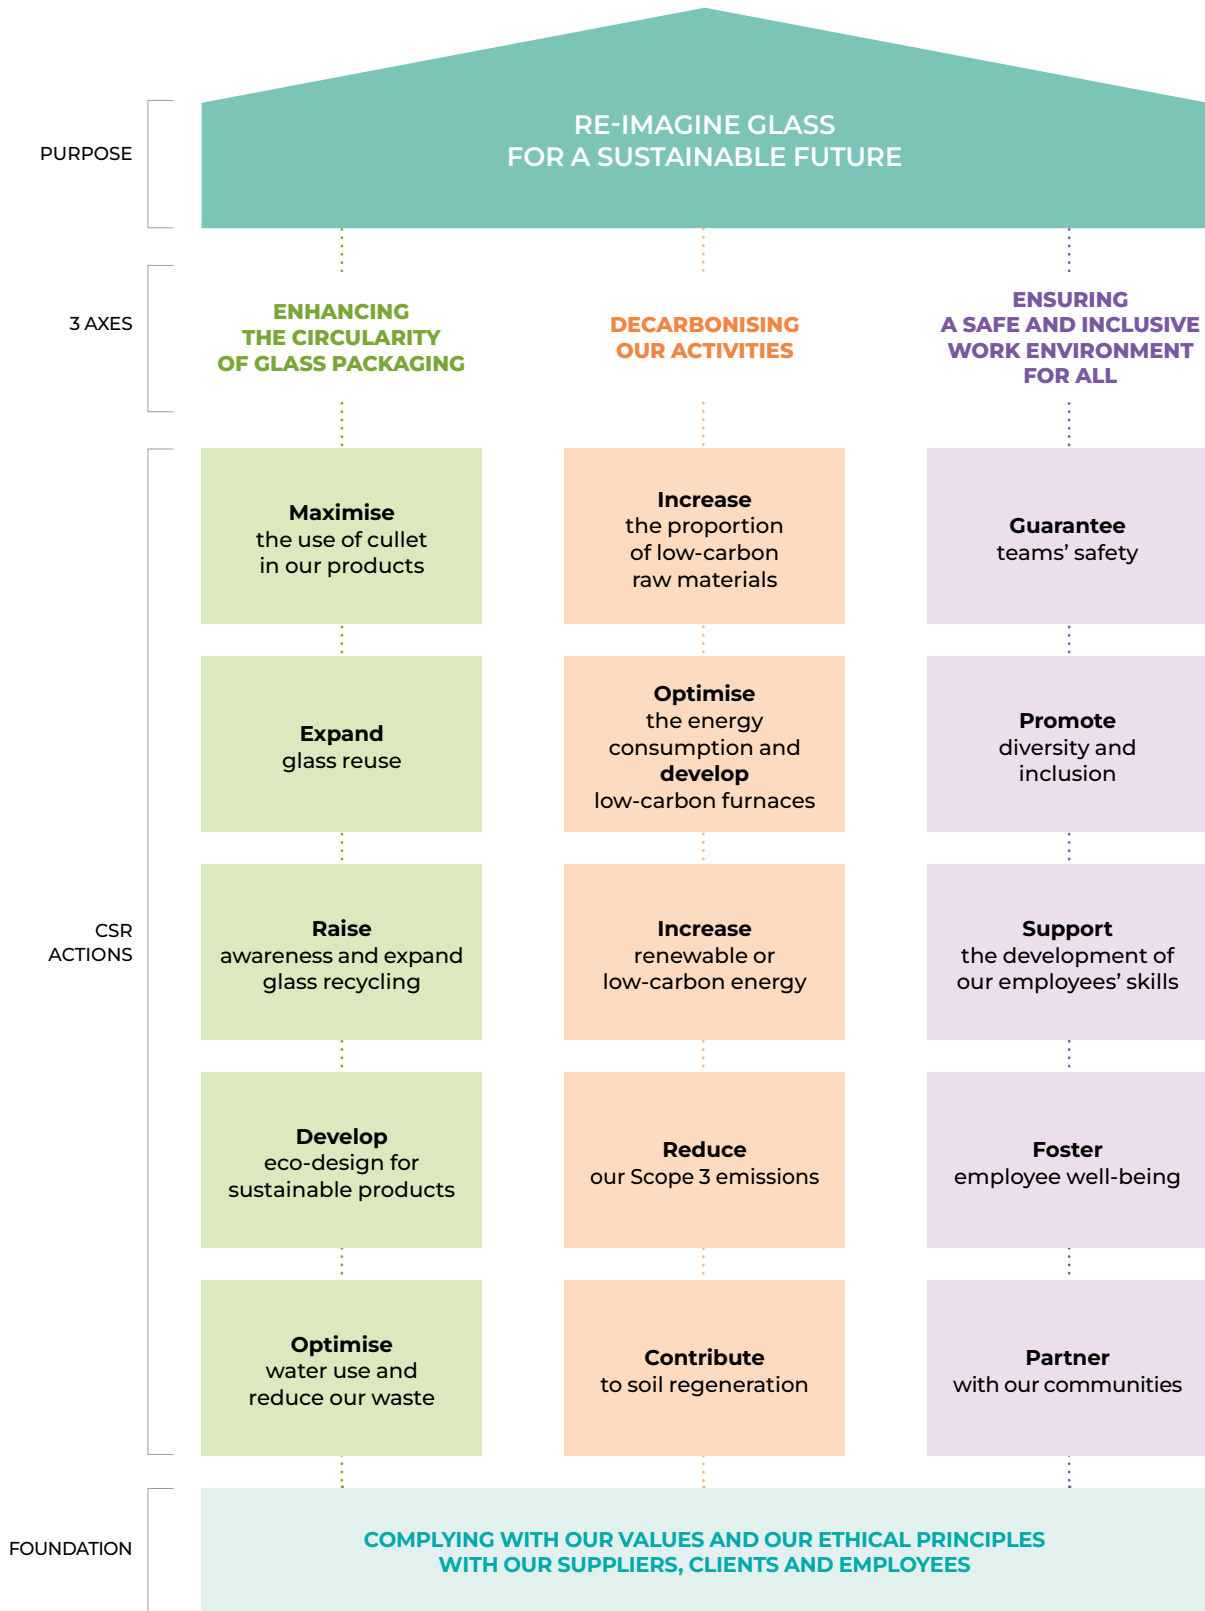 PURPOSE
RE-IMAGINE GLASS
FOR A SUSTAINABLE FUTURE
3 AXES
ENHANCING
THE CIRCULARITY
OF GLASS PACKAGING
DECARBONISING
OUR ACTIVITIES
ENSURING
A SAFE AND INCLUSIVE
WORK ENVIRONMENT
FOR ALL
CSR
ACTIONS
Maximise
the use of cullet
in our products
Increase
the proportion
of low-carbon
raw materials
Guarantee
teams’ safety
Expand
glass reuse
Optimise
the energy
consumption and
develop
low-carbon furnaces
Promote
diversity and
inclusion
Raise
awareness and expand
glass recycling
Increase
renewable or
low-carbon energy
Support
the development of
our employees’ skills
Develop
eco-design for
sustainable products
Reduce
our Scope 3 emissions
Foster
employee well-being
Optimise
water use and
reduce our waste
Contribute
to soil regeneration
Partner
with our communities
FOUNDATION
COMPLYING WITH OUR VALUES AND OUR ETHICAL PRINCIPLES
WITH OUR SUPPLIERS, CLIENTS AND EMPLOYEES